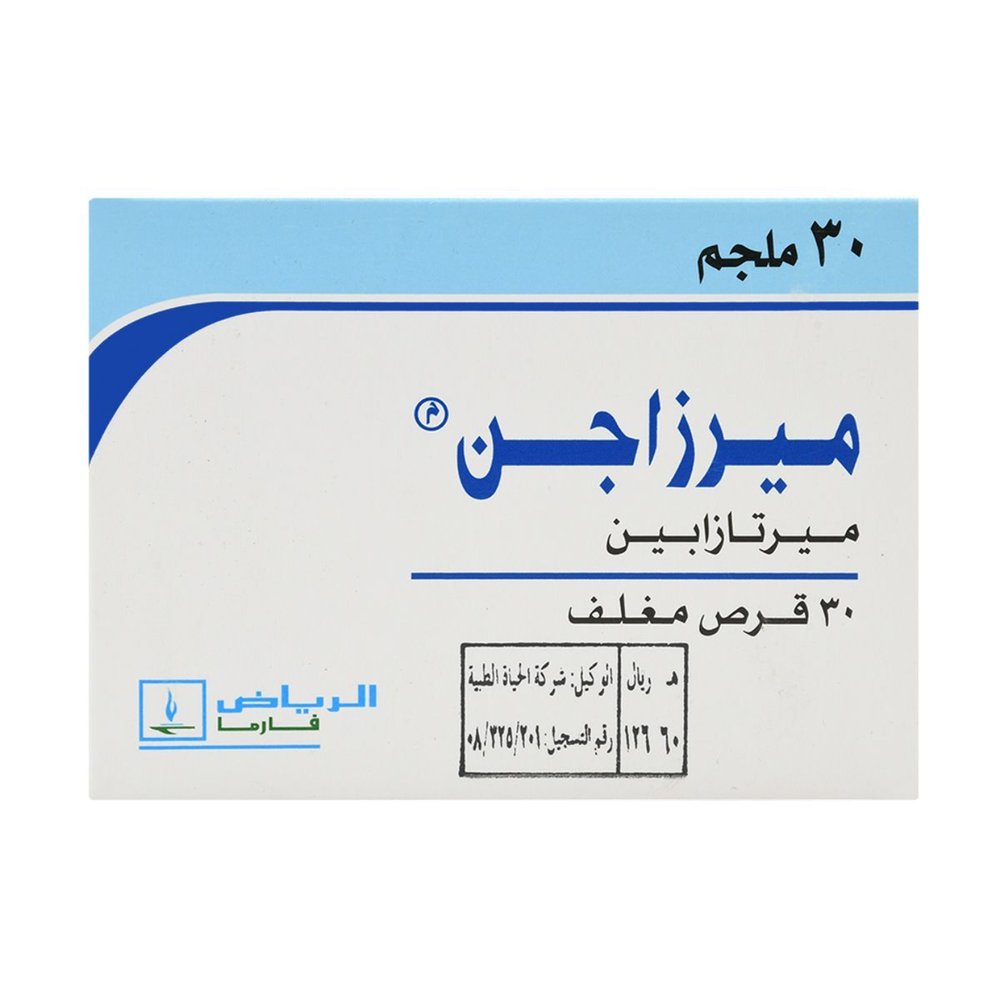 ٣٠ ملجم
ميرزاجن م
ميرتازابين
٣٠ قرص مغلف
هـ ريال الوكيل: شركة الحياة الطبية
٦٠ ١٢٦ رقم التسجيل: ٠٨/٣٢٥/٢٠١
الرياض
فارما